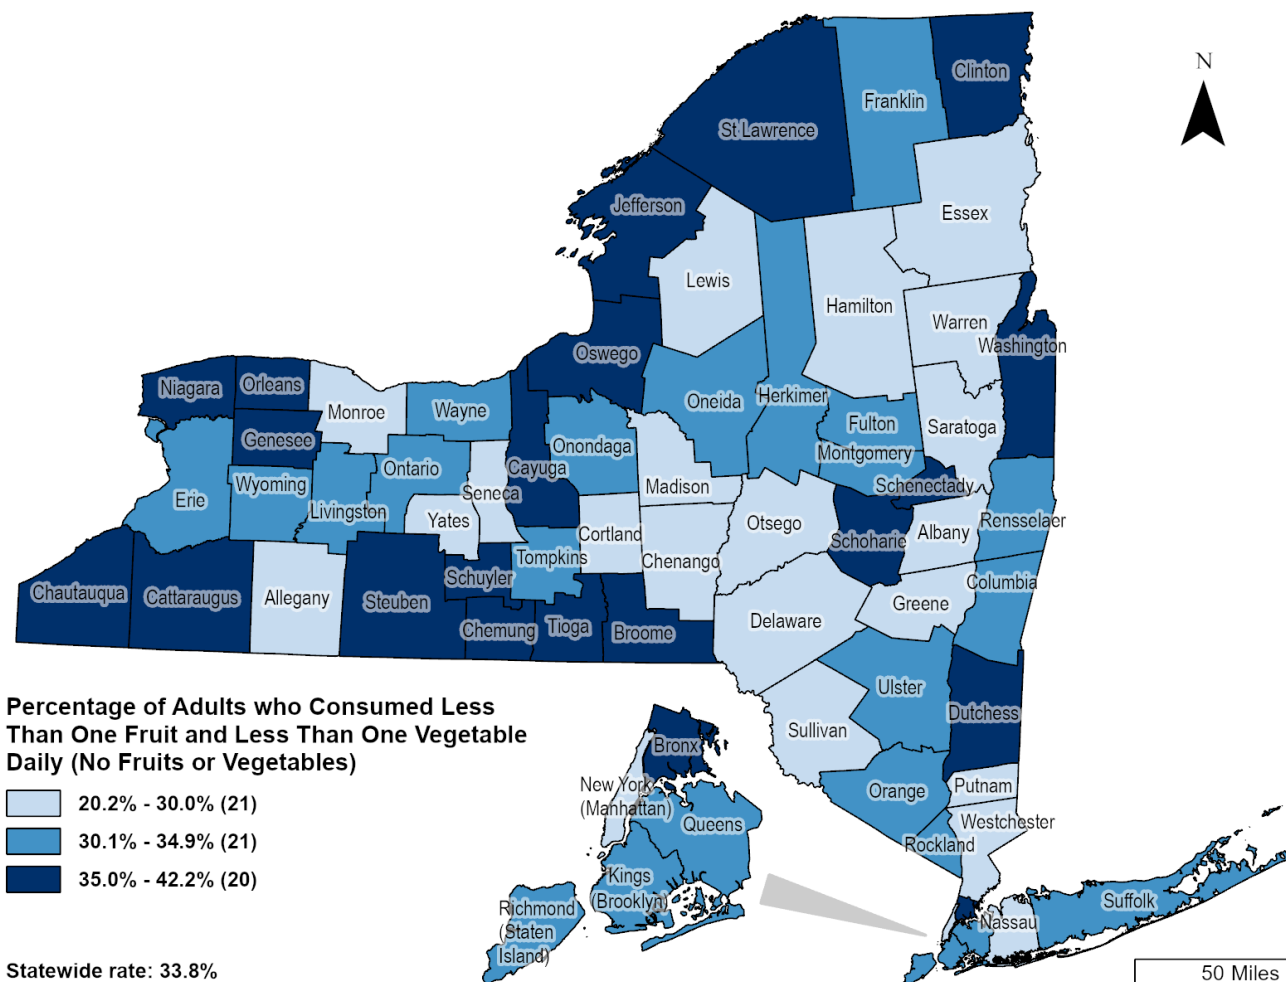 N
Clinton
Franklin
St Lawrence
Jefferson
Essex
Lewis
Hamilton
Warren
Washington
Oswego
Niagara
Orleans
Monroe
Wayne
Oneida
Herkimer
Fulton
Saratoga
Genesee
Onondaga
Montgomery
Ontario
Cayuga
Wyoming
Seneca
Madison
Schenectady
Erie
Livingston
Yates
Otsego
Rensselaer
Cortland
Albany
Schoharie
Tompkins
Chenango
Schuyler
Columbia
Chautauqua
Cattaraugus
Allegany
Steuben
Greene
Delaware
Chemung
Tioga
Broome
Ulster
Dutchess
Sullivan
Percentage of Adults who Consumed Less
Than One Fruit and Less Than One Vegetable
Daily (No Fruits or Vegetables)
20.2% - 30.0% (21)
30.1% - 34.9% (21)
35.0% - 42.2% (20)
Statewide rate: 33.8%
Bronx
New York
(Manhattan)
Queens
Kings
(Brooklyn)
Richmond
(Staten
Island)
Orange
Putnam
Westchester
Rockland
Nassau
Suffolk
50 Miles